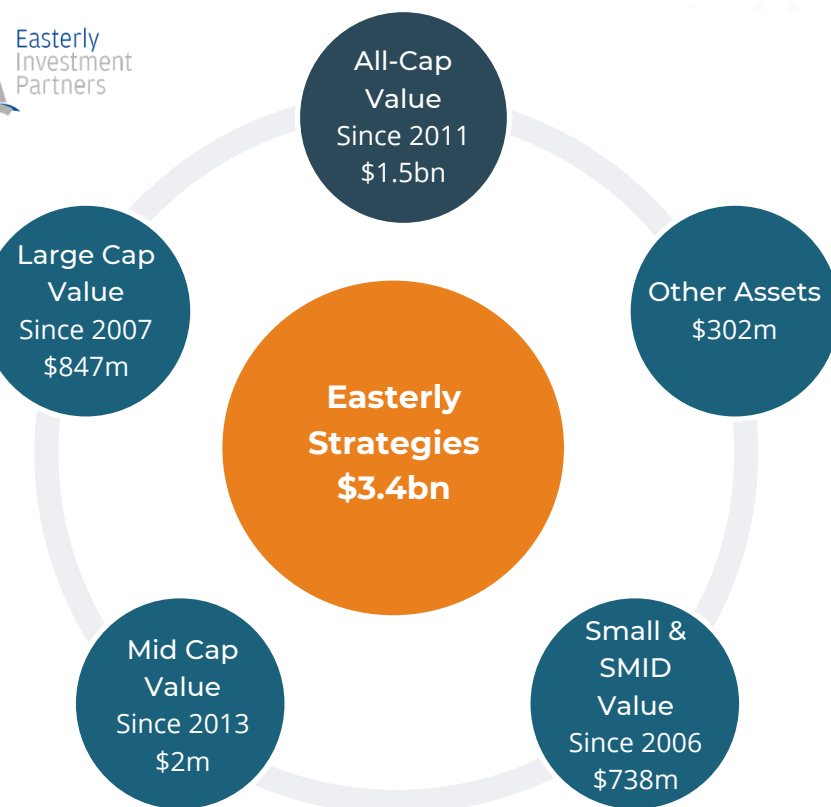 Easterly
Investment
Partners
All-Cap
Value
Since 2011
$1.5bn
Large Cap
Value
Since 2007
$847m
Other Assets
$302m
Easterly
Strategies
$3.4bn
Mid Cap
Value
Since 2013
$2m
Small &
SMID
Value
Since 2006
$738m